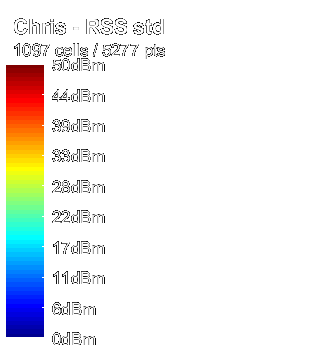 Chris - RSS std
1097 cells / 5277 pts
50dBm
44dBm
39dBm
33dBm
28dBm
22dBm
17dBm
11dBm
6dBm
0dBm